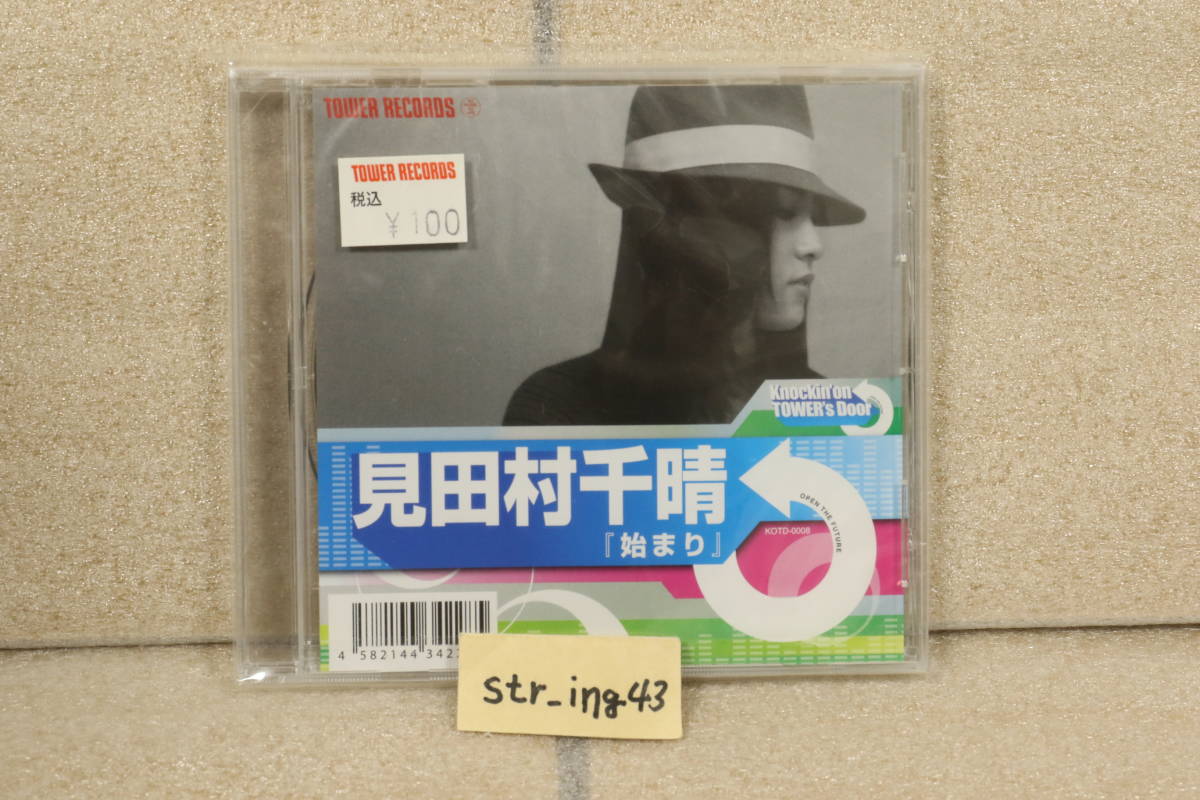 TOWER RECORDS
TOWER RECORDS
税込
¥100
Knockin'on
TOWER's Door
見田村千晴
『始まり』
OPEN THE FUTURE
KOTD-0008
4 582144 342
str_ing43